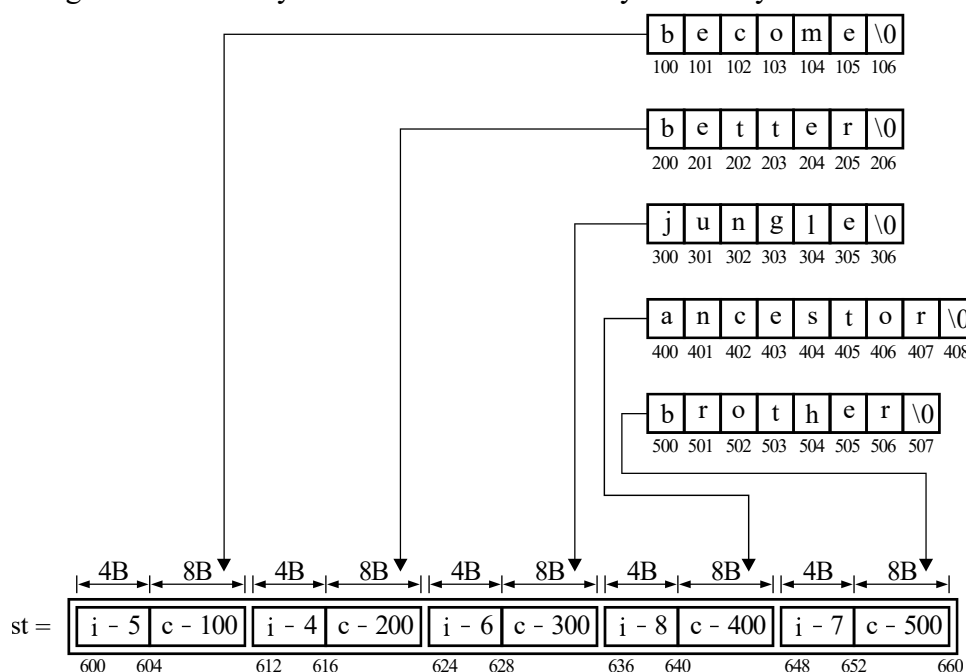 b e c o m e \0
100 101 102 103 104 105 106
b e t t e r \0
200 201 202 203 204 205 206
j u n g l e \0
300 301 302 303 304 305 306
a n c e s t o r \0
400 401 402 403 404 405 406 407 408
b r o t h e r \0
500 501 502 503 504 505 506 507
4B 8B 4B 8B 4B 8B 4B 8B 4B 8B
st = i - 5 c - 100 i - 4 c - 200 i - 6 c - 300 i - 8 c - 400 i - 7 c - 500
600 604 612 616 624 628 636 640 648 652 660